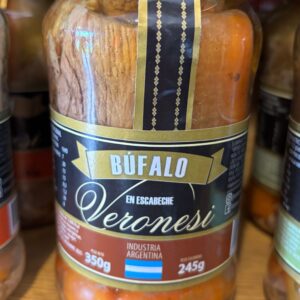 BÚFALO
EN ESCABECHE
Veronesi
INDUSTRIA
ARGENTINA
350g
245g